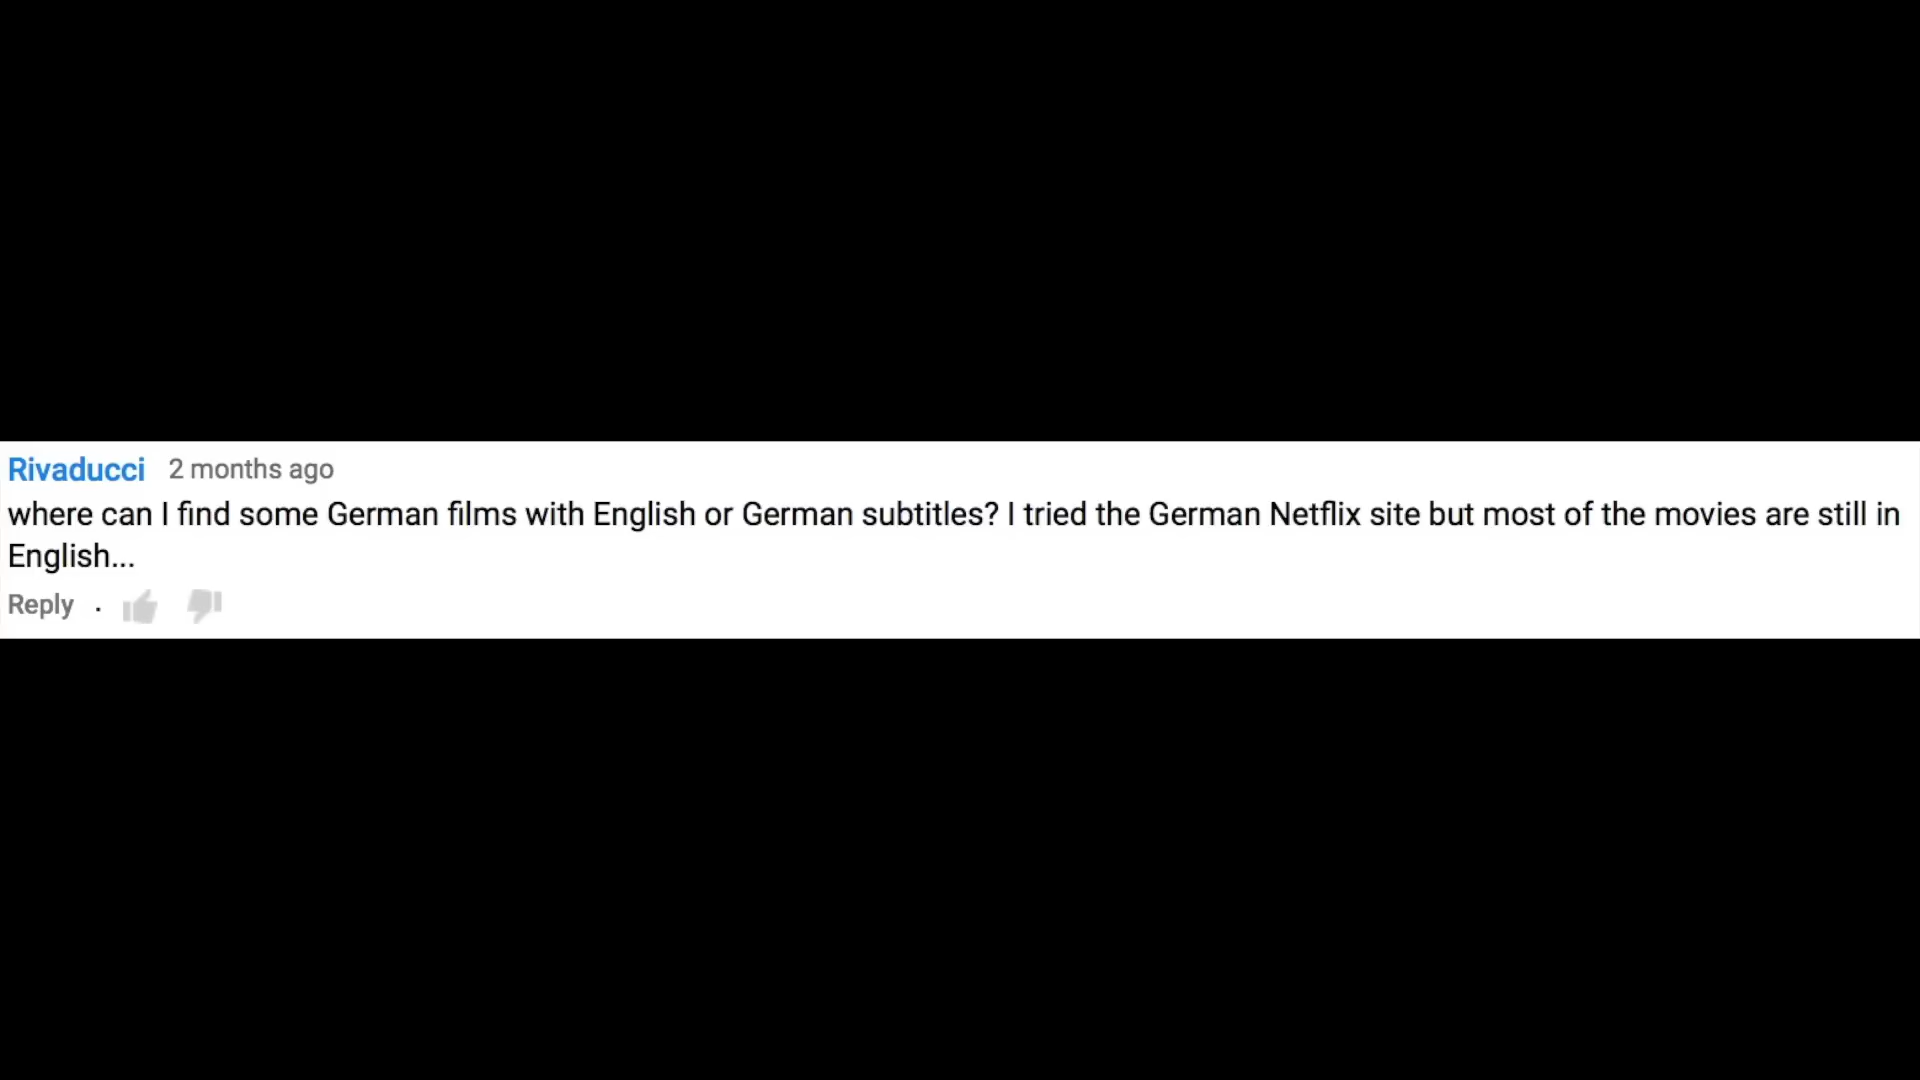 Rivaducci 2 months ago
where can I find some German films with English or German subtitles? I tried the German Netflix site but most of the movies are still in
English...
Reply .